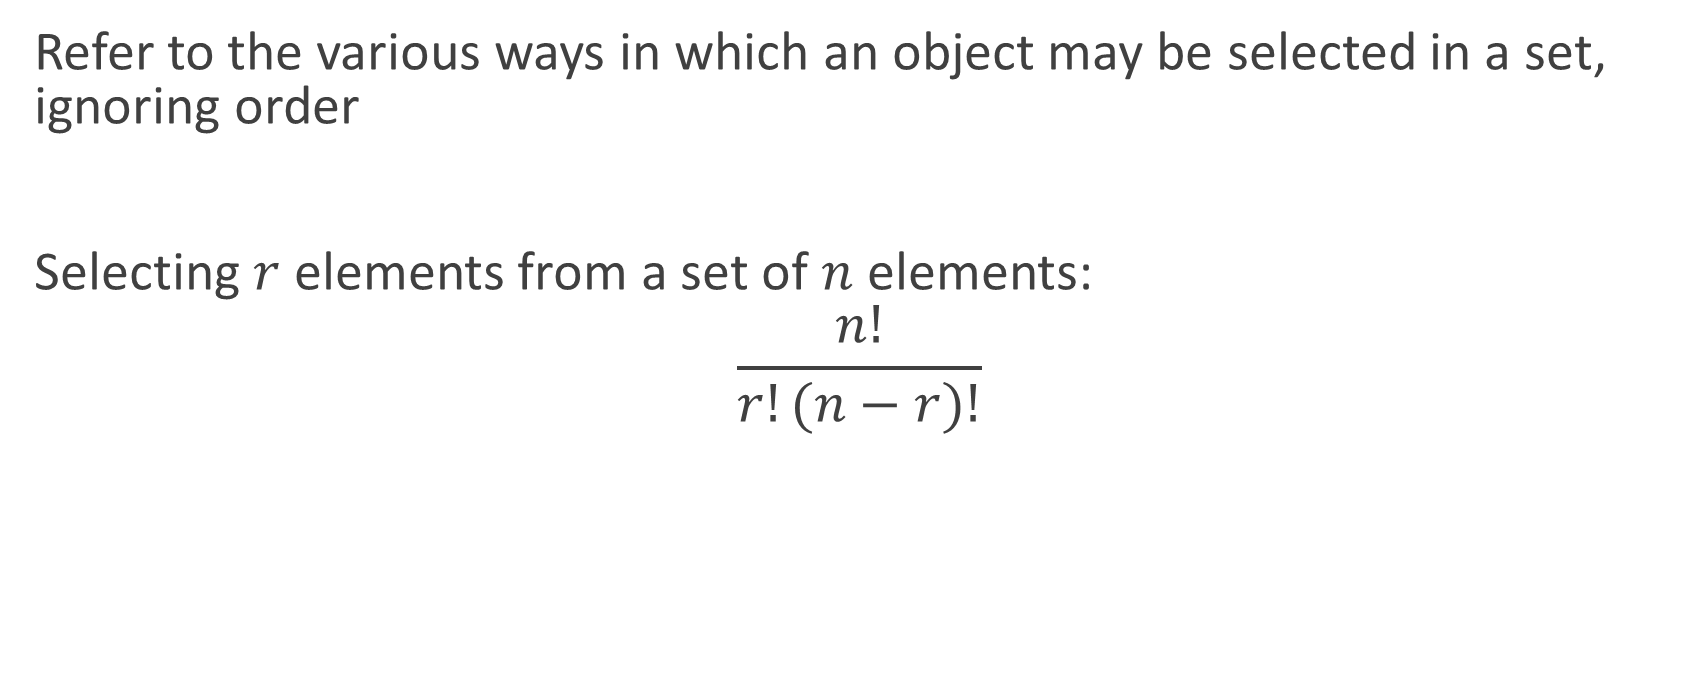 Refer to the various ways in which an object may be selected in a set,
ignoring order
Selecting r elements from a set of n elements:
n!
r! (n − r)!